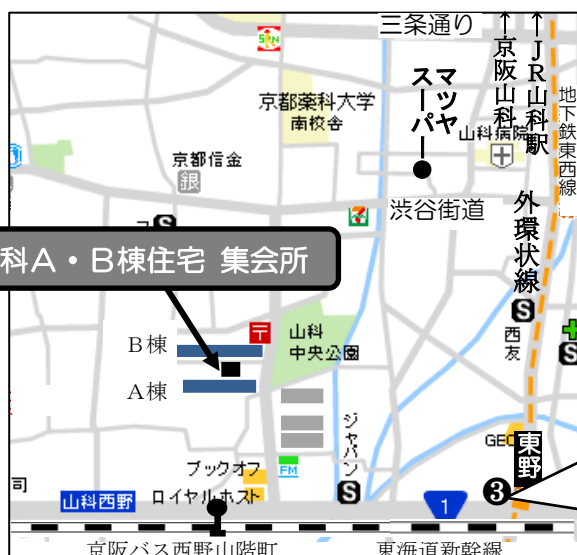 三条通り
↑京阪山科
↑JR山科駅
地下鉄東西線
マツヤ
スーパー
京都薬科大学
南校舎
山科病院
京都信金
銀
渋谷街道
外環状線
S
科A・B棟住宅 集会所
S
西友
S
B棟
〒
山科
中央公園
A棟
ジャパン
S
GEO
東野
ブックオフ
FM
司
山科西野
ロイヤルホスト
1
❸
京阪バス西野山階町
東海道新幹線